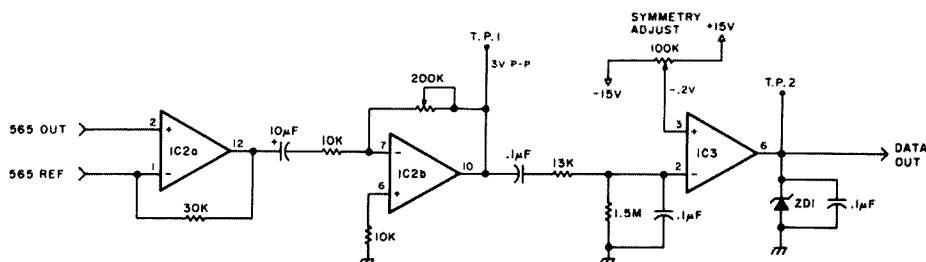 SYMMETRY
ADJUST
+15V
100K
-15V
-.2V
T.P.1
3V P-P
T.P.2
200K
565 OUT
2
+
IC2a
12
10µF
+
10K
7
-
IC2b
10
.1µF
13K
3
+
IC3
6
DATA
OUT
565 REF
1
-
30K
6
+
10K
2
-
1.5M
.1µF
ZD1
.1µF